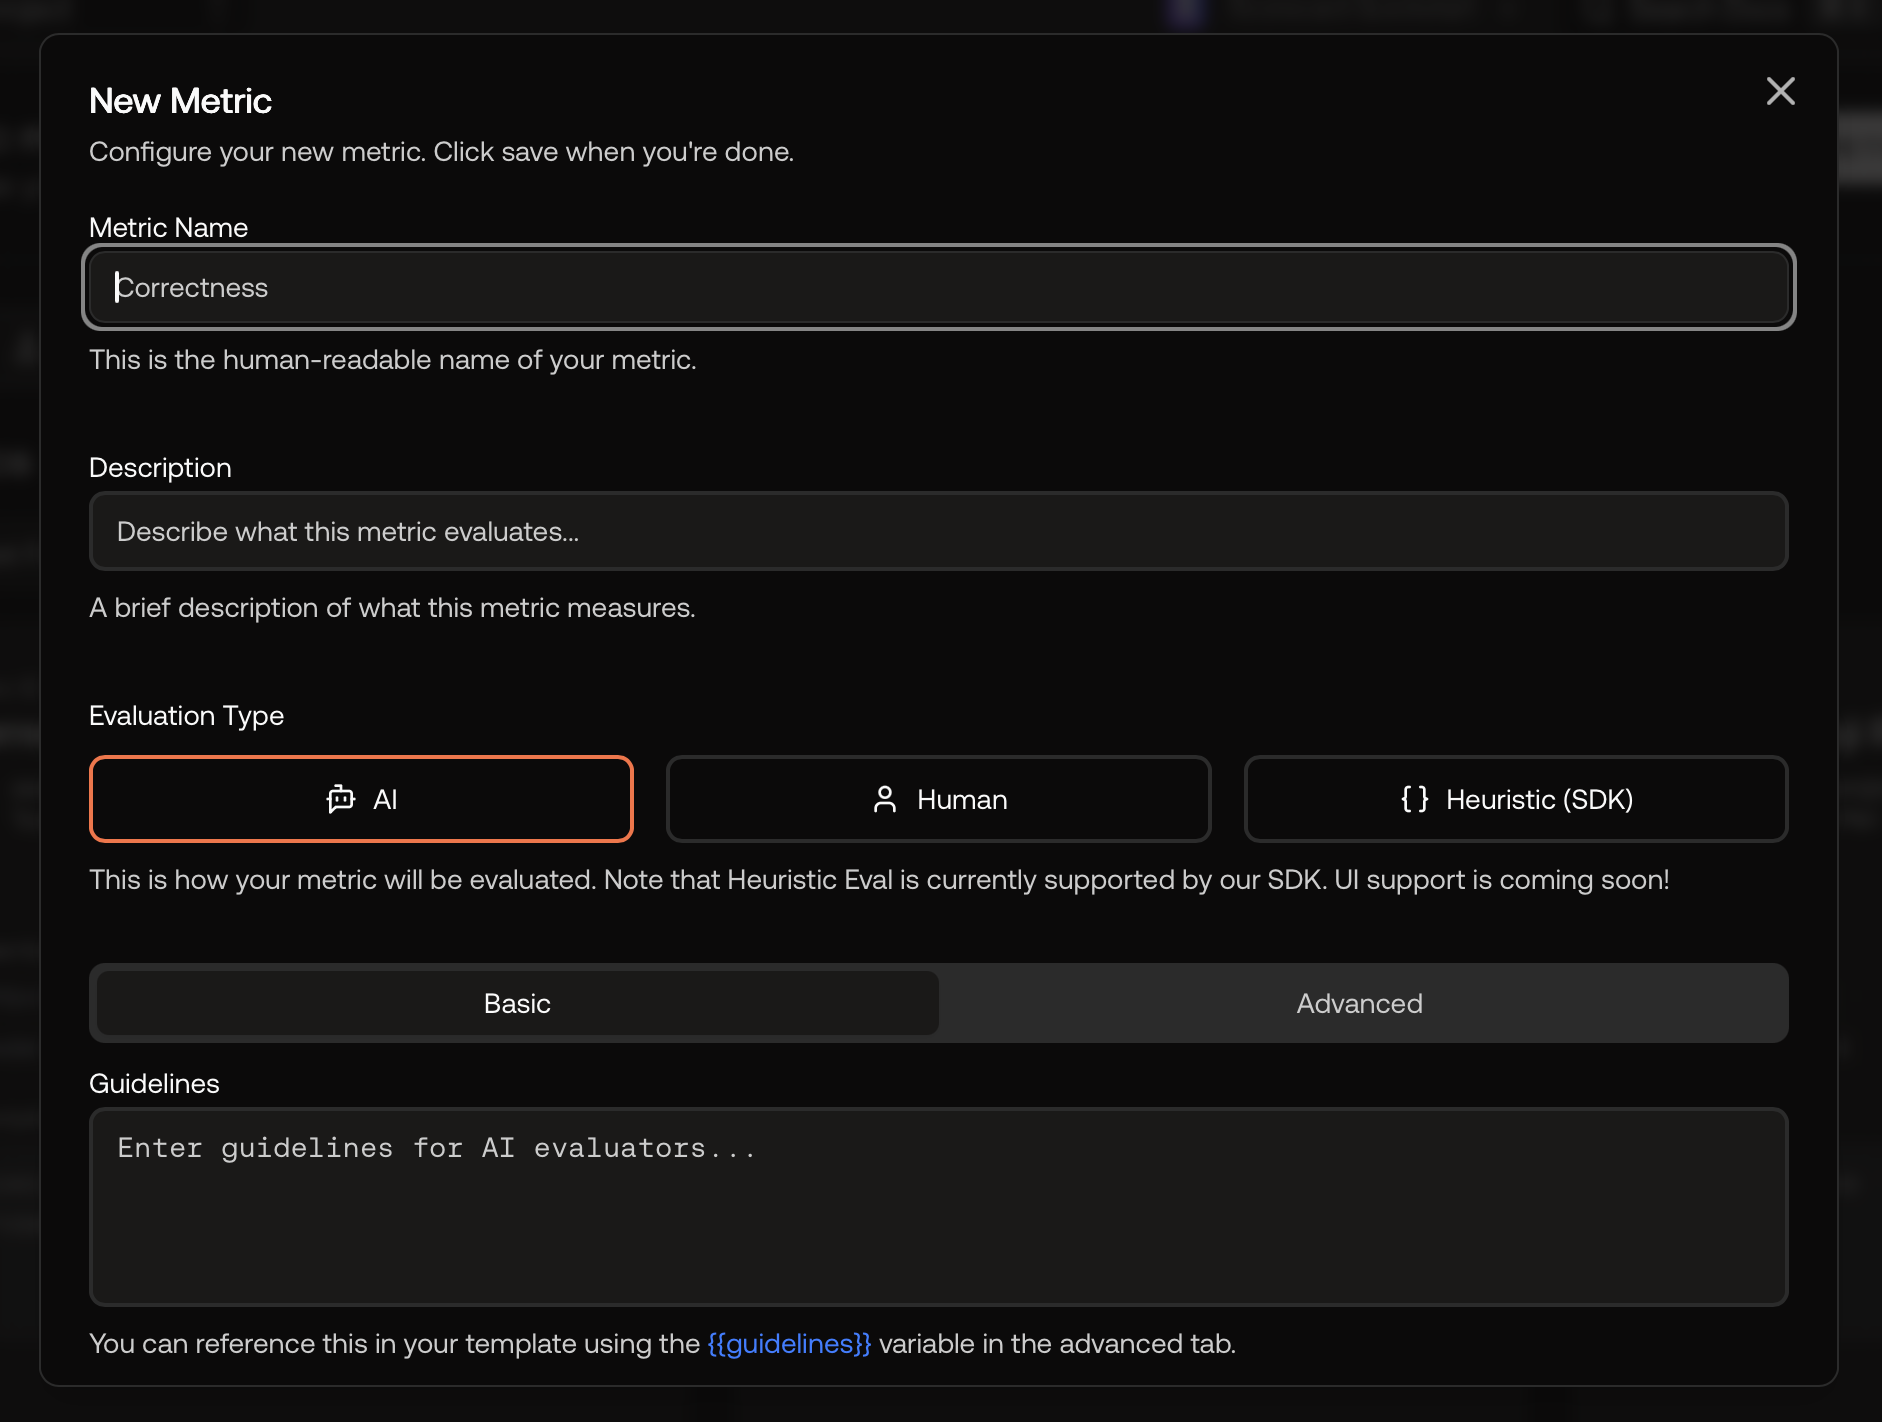 New Metric
Configure your new metric. Click save when you're done.
Metric Name
Correctness
This is the human-readable name of your metric.
Description
Describe what this metric evaluates...
A brief description of what this metric measures.
Evaluation Type
AI
Human
Heuristic (SDK)
This is how your metric will be evaluated. Note that Heuristic Eval is currently supported by our SDK. UI support is coming soon!
Basic
Advanced
Guidelines
Enter guidelines for AI evaluators...
You can reference this in your template using the {{guidelines}} variable in the advanced tab.